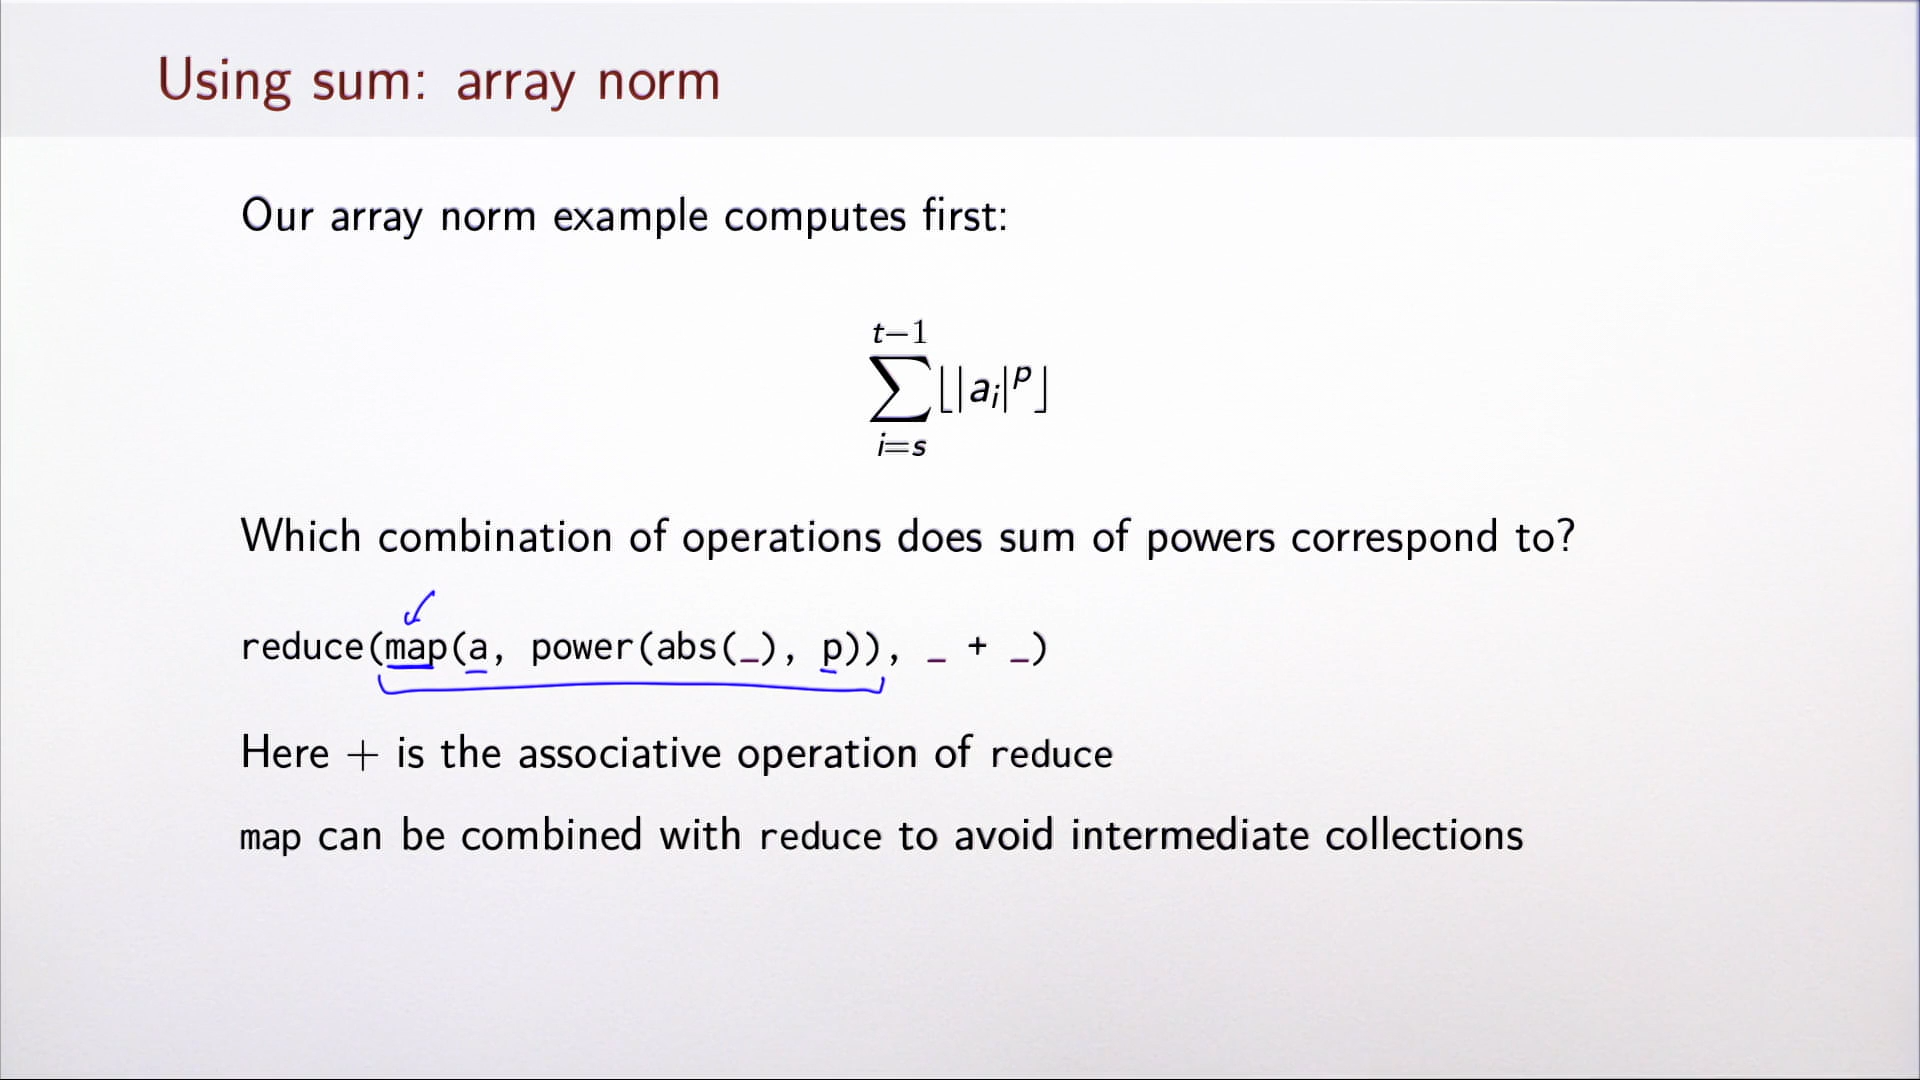 Using sum: array norm
Our array norm example computes first:
t−1
∑⌊|aᵢ|ᵖ⌋
i=s
Which combination of operations does sum of powers correspond to?
reduce(map(a, power(abs(_), p)), _ + _)
Here + is the associative operation of reduce
map can be combined with reduce to avoid intermediate collections